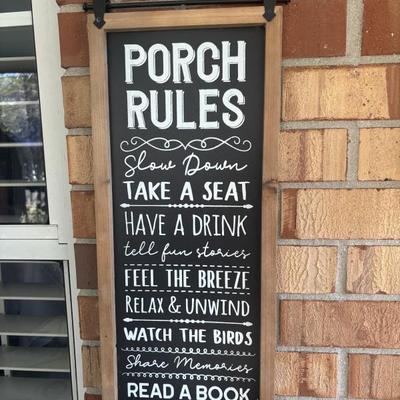 PORCH
RULES
Slow Down
TAKE A SEAT
HAVE A DRINK
tell fun stories
FEEL THE BREEZE
RELAX & UNWIND
WATCH THE BIRDS
Share Memories
READ A BOOK